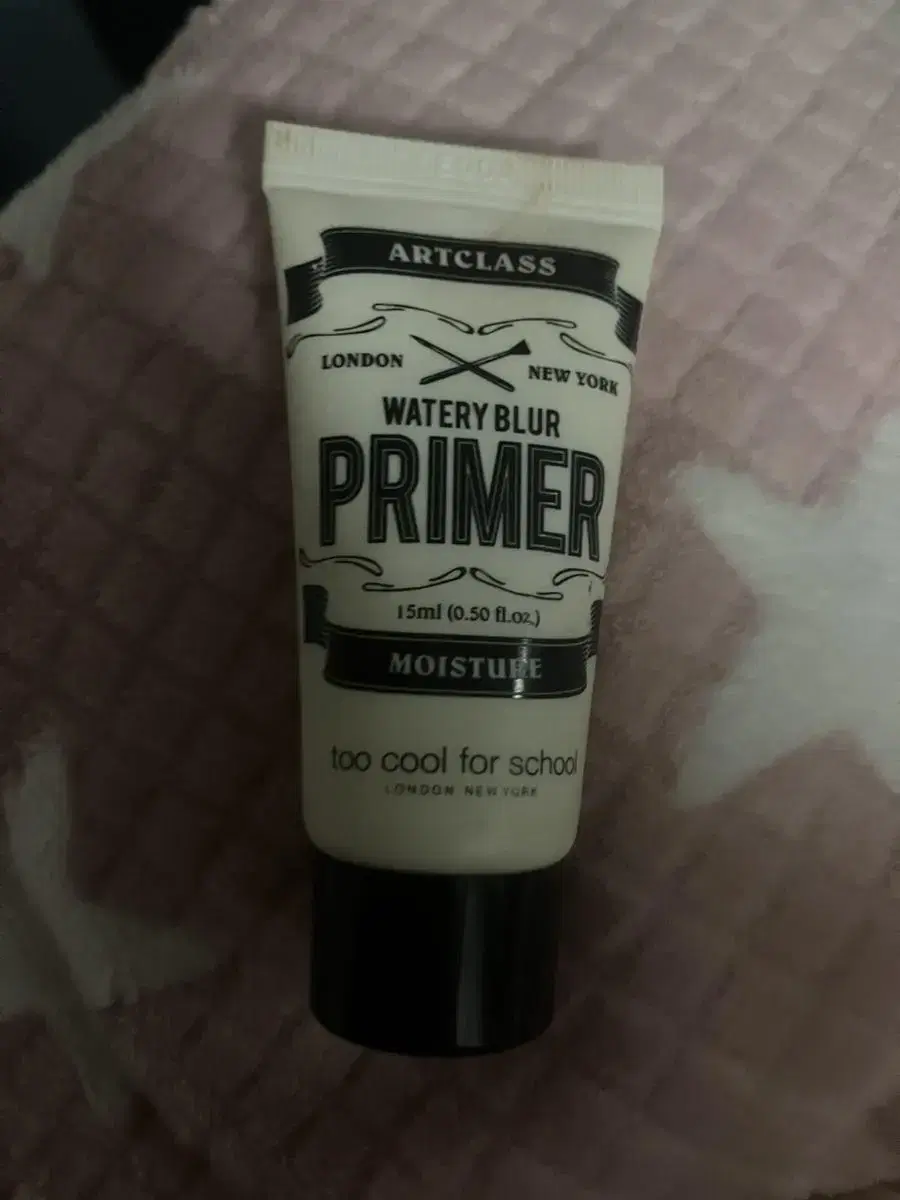 ARTCLASS
LONDON NEW YORK
WATERY BLUR
PRIMER
15ml (0.50 fl.oz.)
MOISTURE
too cool for school
LONDON NEW YORK